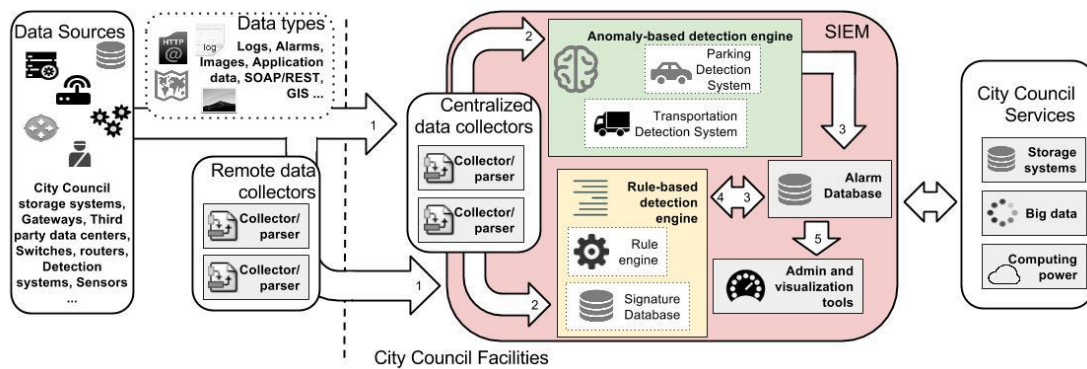 Data Sources
City Council
storage systems,
Gateways, Third
party data centers,
Switches, routers,
Detection
systems, Sensors
...
Data types
HTTP
@
log
Logs, Alarms,
Images, Application
data, SOAP/REST,
GIS ...
1
Remote data
collectors
Collector/
parser
Collector/
parser
1
Centralized
data collectors
Collector/
parser
Collector/
parser
2
2
SIEM
Anomaly-based detection engine
Parking
Detection
System
Transportation
Detection System
3
Rule-based
detection
engine
Rule
engine
Signature
Database
4
3
Alarm
Database
5
Admin and
visualization
tools
City Council
Services
Storage
systems
Big data
Computing
power
City Council Facilities